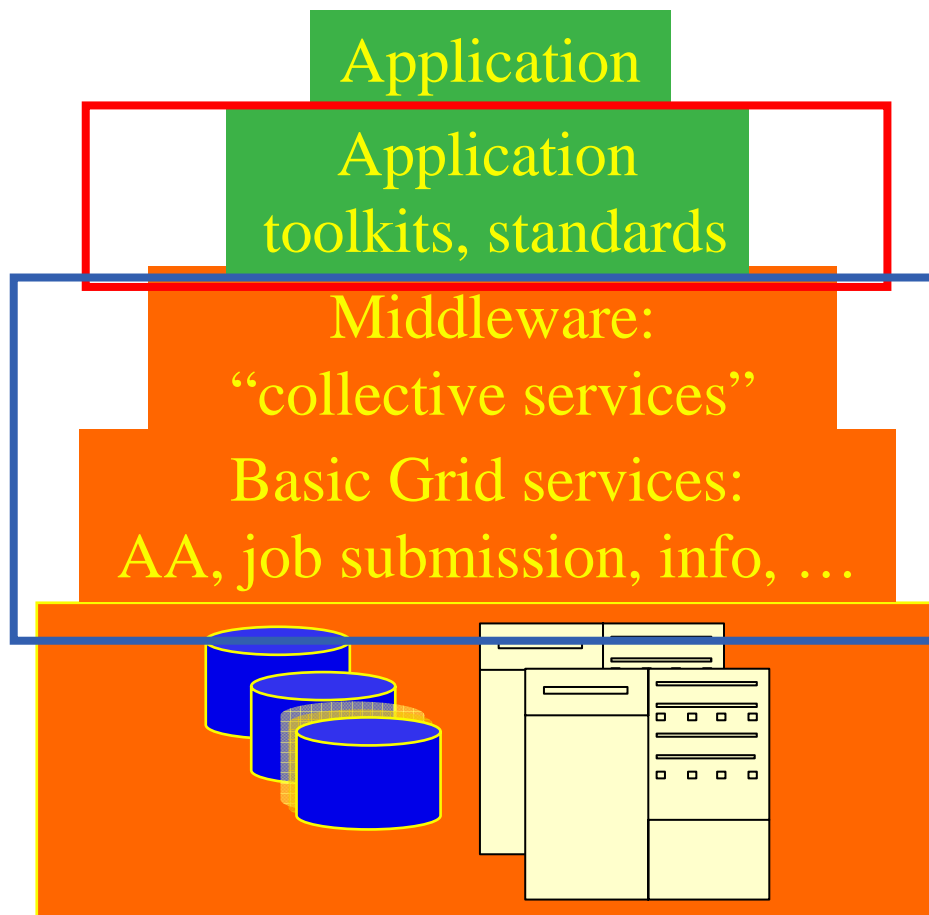 Application
Application
toolkits, standards
Middleware:
“collective services”
Basic Grid services:
AA, job submission, info, …